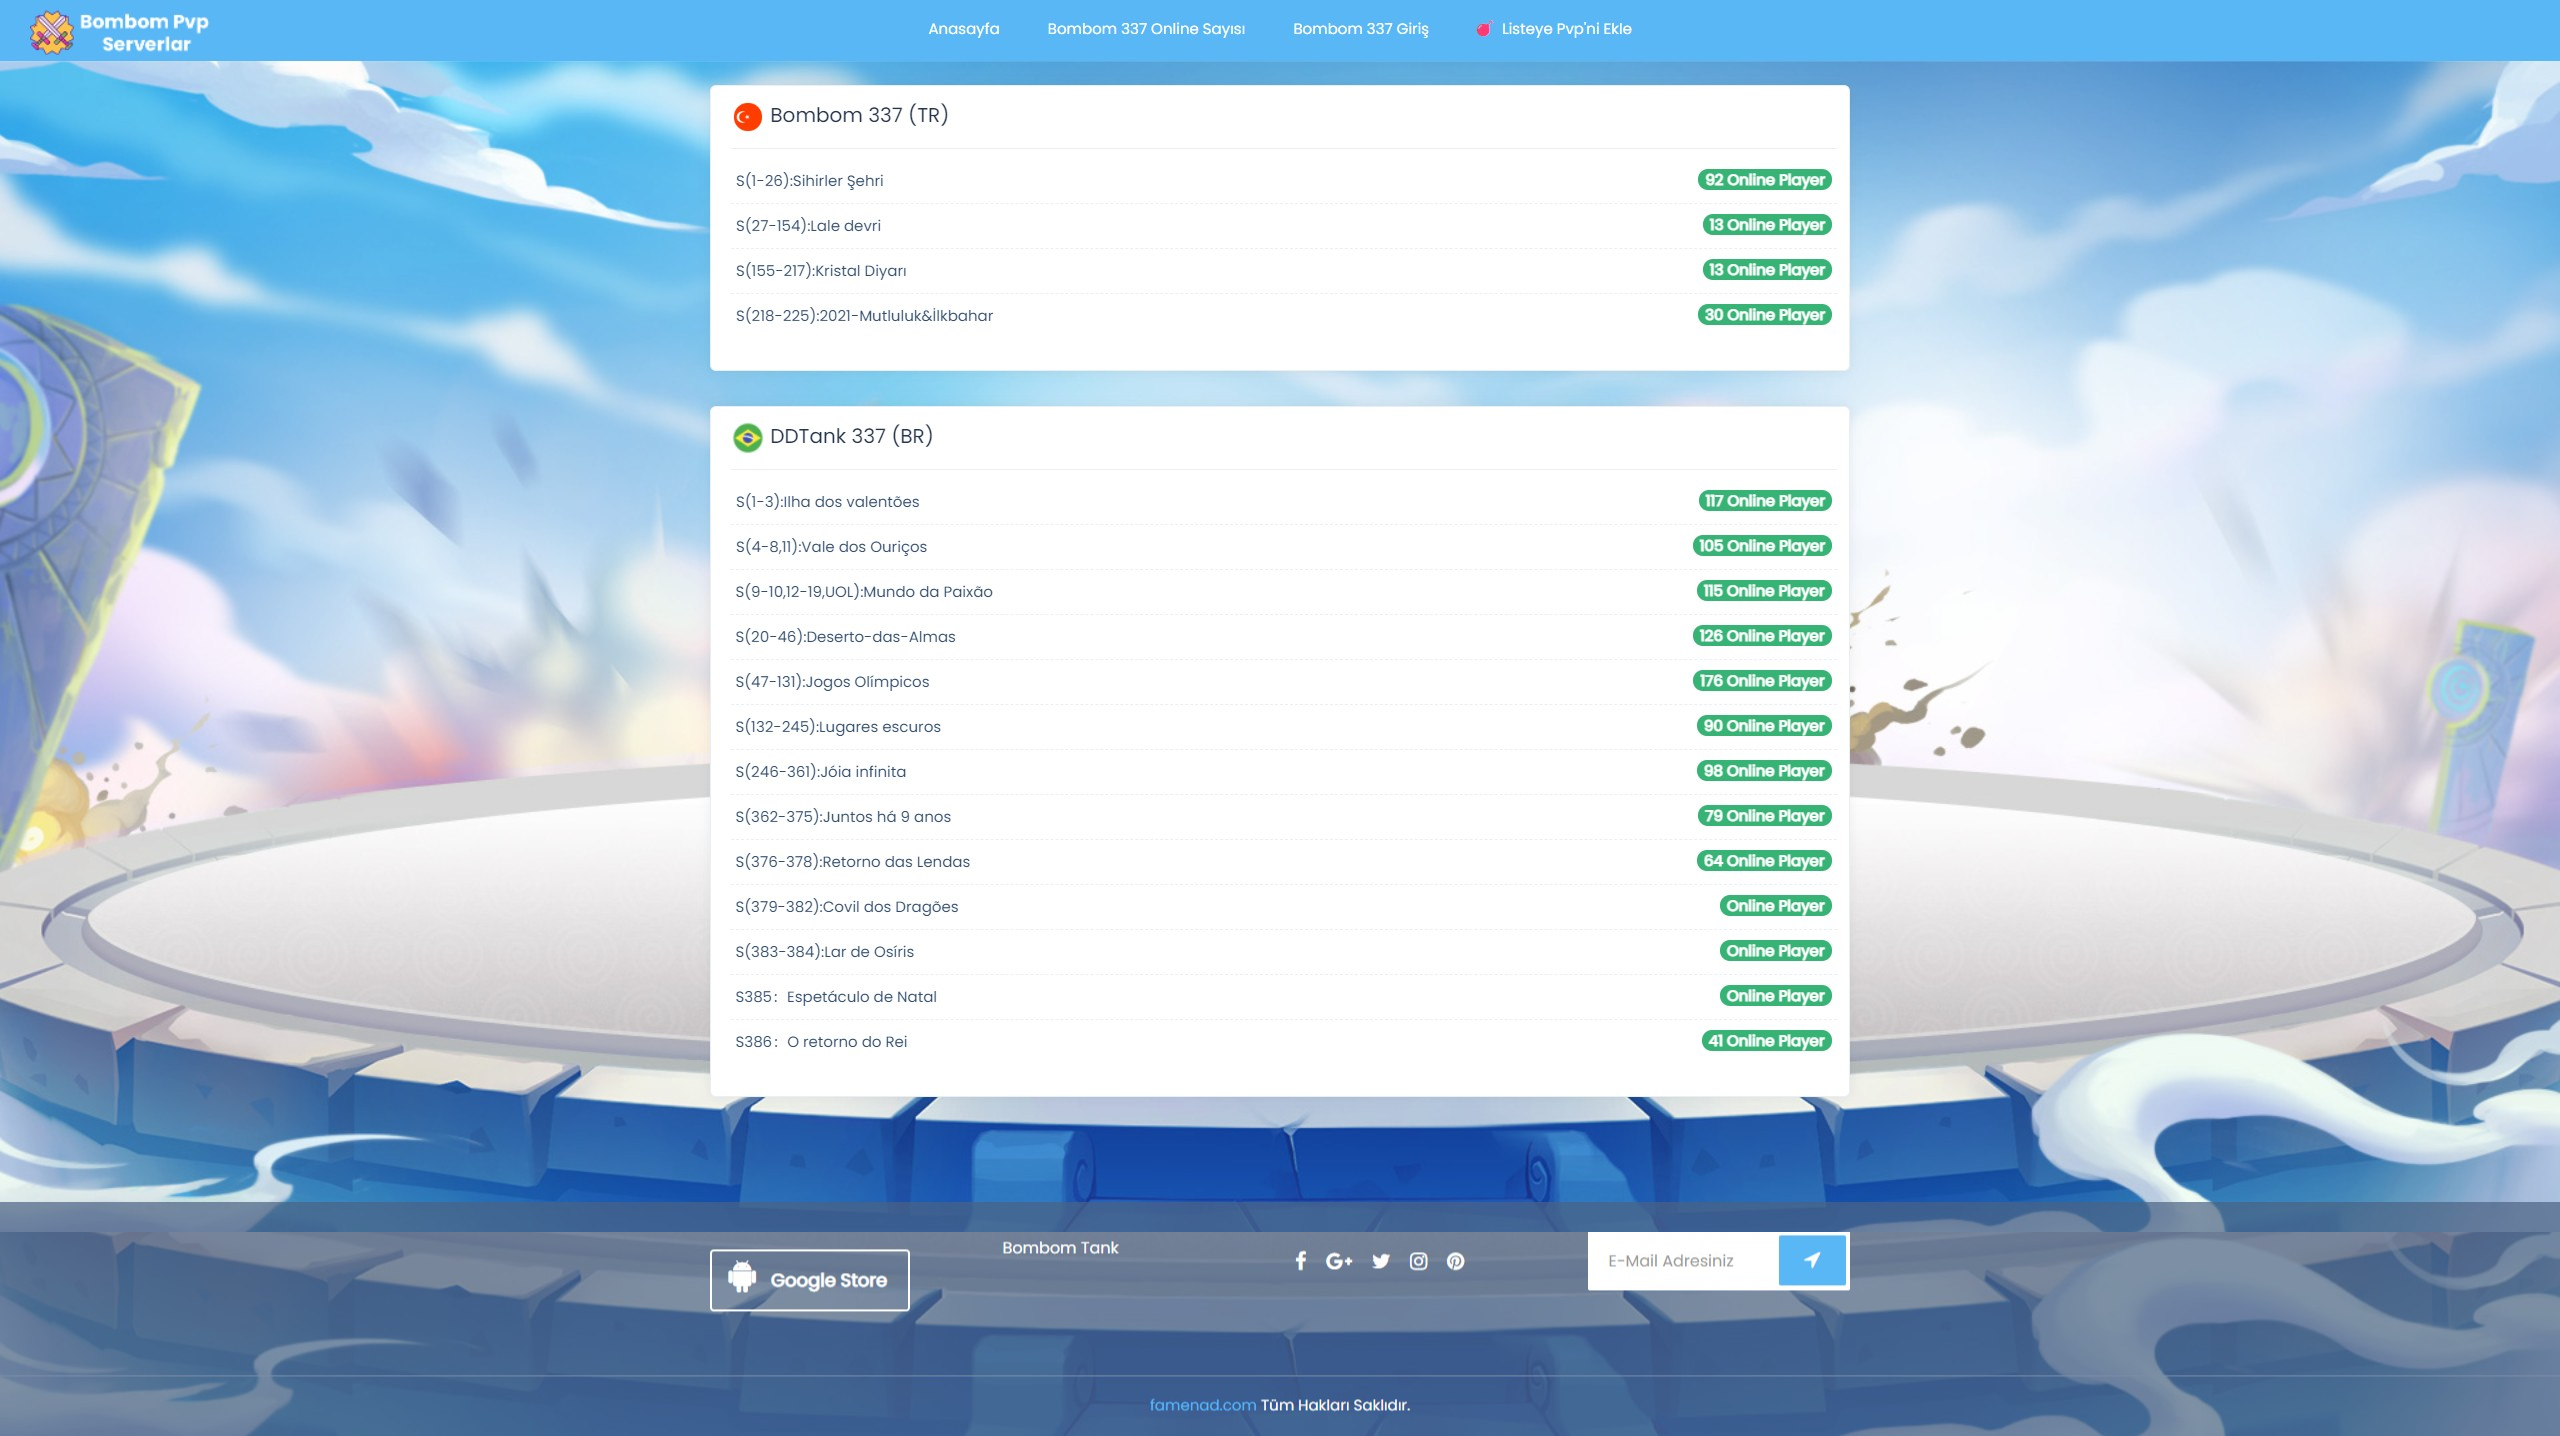 Bombom Pvp
Serverlar
Anasayfa
Bombom 337 Online Sayısı
Bombom 337 Giriş
Listeye Pvp'ni Ekle
Bombom 337 (TR)
S(1-26):Sihirler Şehri
92 Online Player
S(27-154):Lale devri
13 Online Player
S(155-217):Kristal Diyarı
13 Online Player
S(218-225):2021-Mutluluk&İlkbahar
30 Online Player
DDTank 337 (BR)
S(1-3):Ilha dos valentões
117 Online Player
S(4-8,11):Vale dos Ouriços
105 Online Player
S(9-10,12-19,UOL):Mundo da Paixão
115 Online Player
S(20-46):Deserto-das-Almas
126 Online Player
S(47-131):Jogos Olímpicos
176 Online Player
S(132-245):Lugares escuros
90 Online Player
S(246-361):Jóia infinita
98 Online Player
S(362-375):Juntos há 9 anos
79 Online Player
S(376-378):Retorno das Lendas
64 Online Player
S(379-382):Covil dos Dragões
Online Player
S(383-384):Lar de Osíris
Online Player
S385：Espetáculo de Natal
Online Player
S386：O retorno do Rei
41 Online Player
Google Store
Bombom Tank
E-Mail Adresiniz
famenad.com Tüm Hakları Saklıdır.